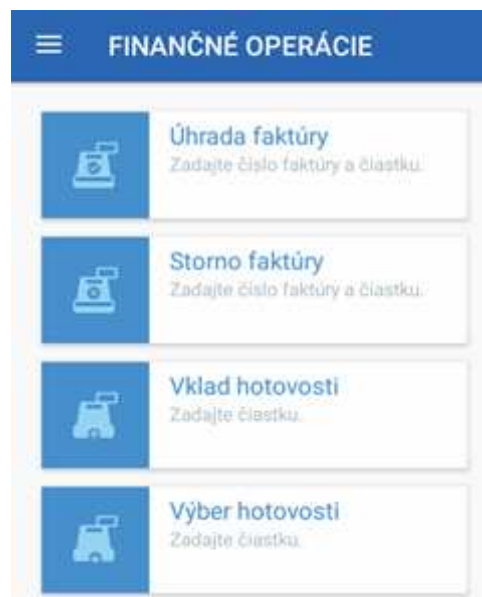 FINANČNÉ OPERÁCIE
Úhrada faktúry
Zadajte číslo faktúry a čiastku.
Storno faktúry
Zadajte číslo faktúry a čiastku.
Vklad hotovosti
Zadajte čiastku.
Výber hotovosti
Zadajte čiastku.